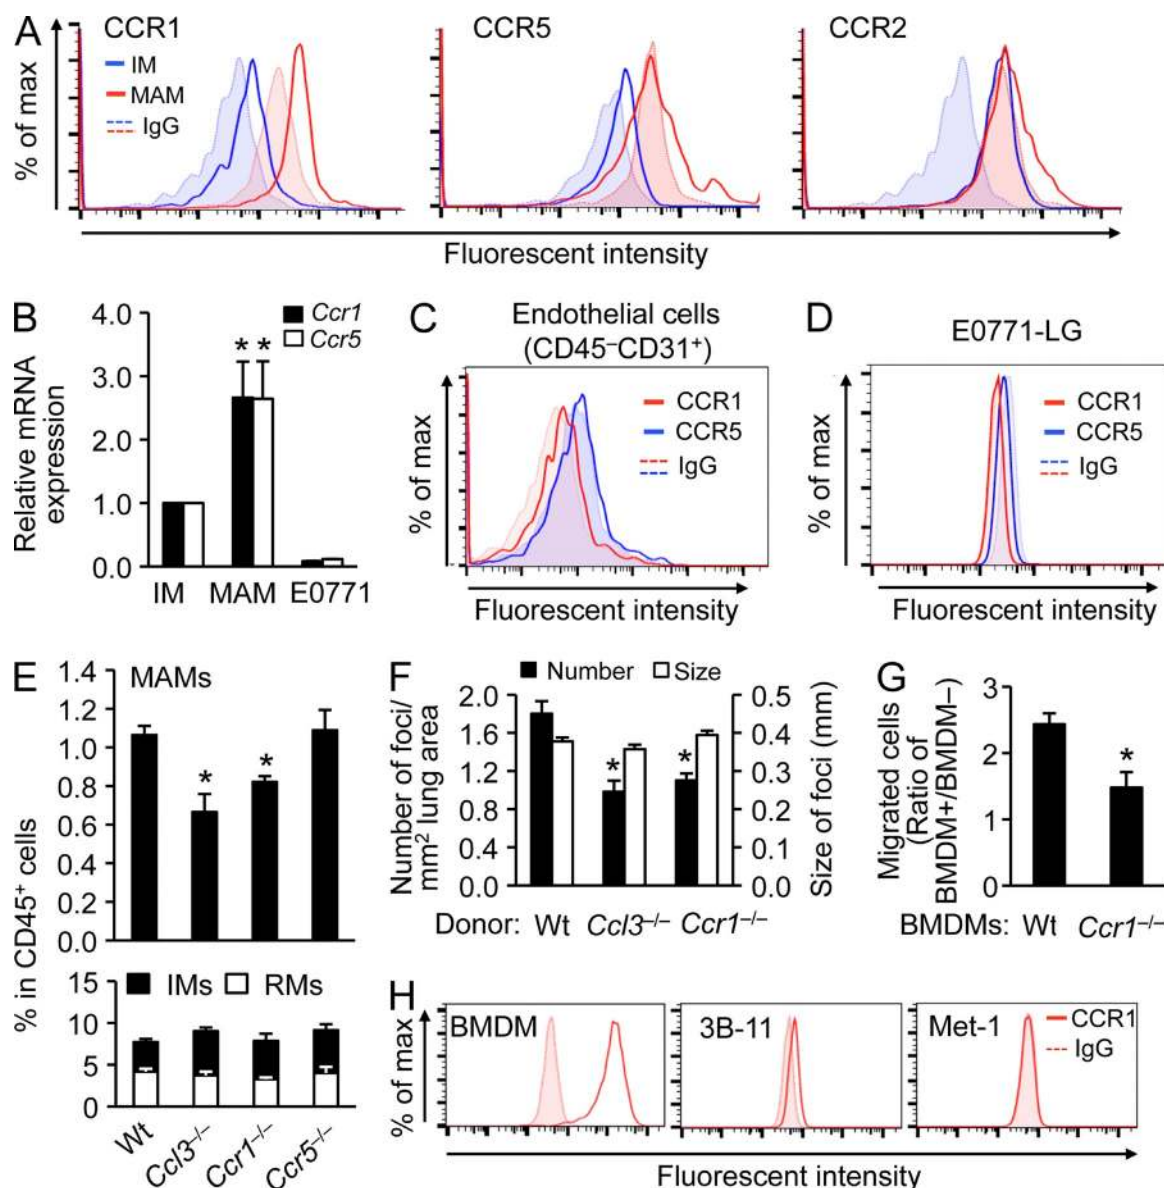 A
CCR1
CCR5
CCR2
IM
MAM
IgG
% of max
Fluorescent intensity
B
Ccr1
Ccr5
Relative mRNA
expression
4.0
3.0
2.0
1.0
0.0
* *
IM MAM E0771
C
Endothelial cells
(CD45⁻CD31⁺)
CCR1
CCR5
IgG
% of max
Fluorescent intensity
D
E0771-LG
CCR1
CCR5
IgG
% of max
Fluorescent intensity
E
MAMs
% in CD45⁺ cells
1.4
1.2
1.0
0.8
0.6
0.4
0.2
0.0
* *
IMs RMs
15
10
5
0
Wt Ccl3⁻/⁻ Ccr1⁻/⁻ Ccr5⁻/⁻
F
Number Size
Number of foci/
mm² lung area
2.0
1.6
1.2
0.8
0.4
0.0
* *
0.5
0.4
0.3
0.2
0.1
0.0
Size of foci (mm)
Donor: Wt Ccl3⁻/⁻ Ccr1⁻/⁻
G
Migrated cells
(Ratio of
BMDM+/BMDM–)
3
2
1
0
*
BMDMs: Wt Ccr1⁻/⁻
H
BMDM
3B-11
Met-1
CCR1
IgG
% of max
Fluorescent intensity